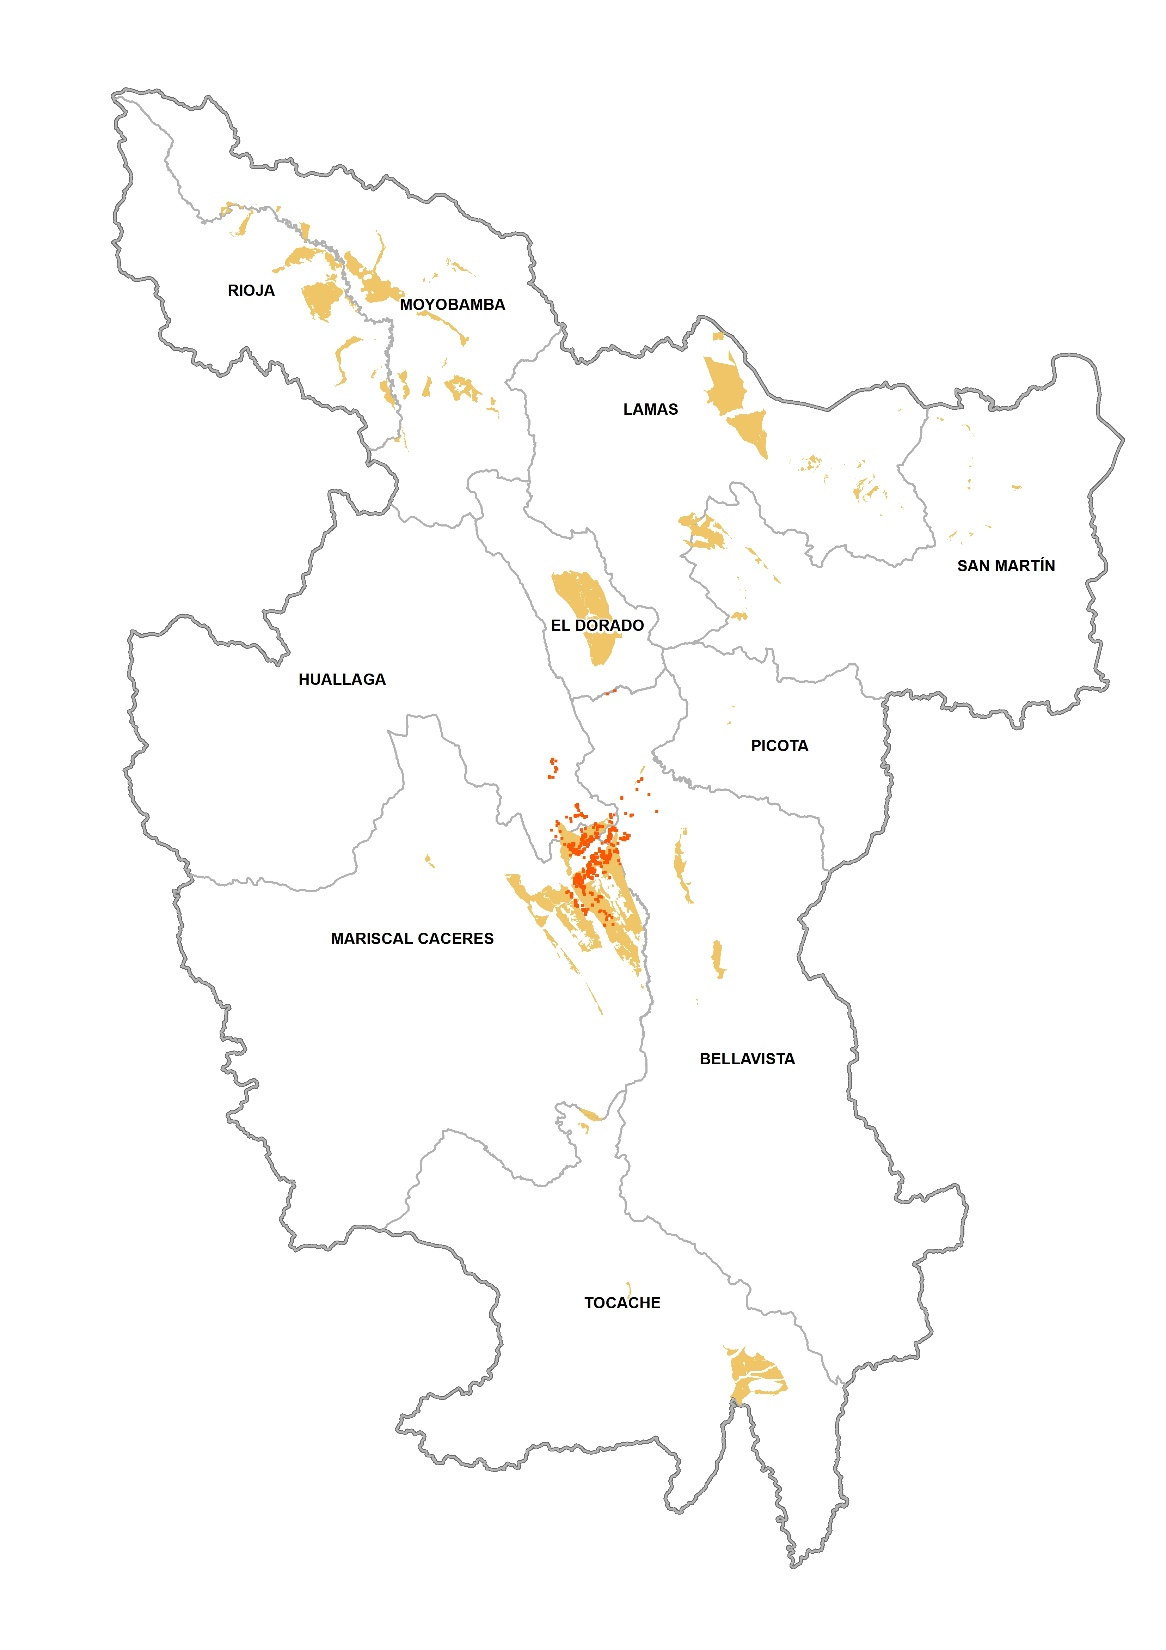 RIOJA
MOYOBAMBA
LAMAS
SAN MARTÍN
EL DORADO
HUALLAGA
PICOTA
MARISCAL CACERES
BELLAVISTA
TOCACHE